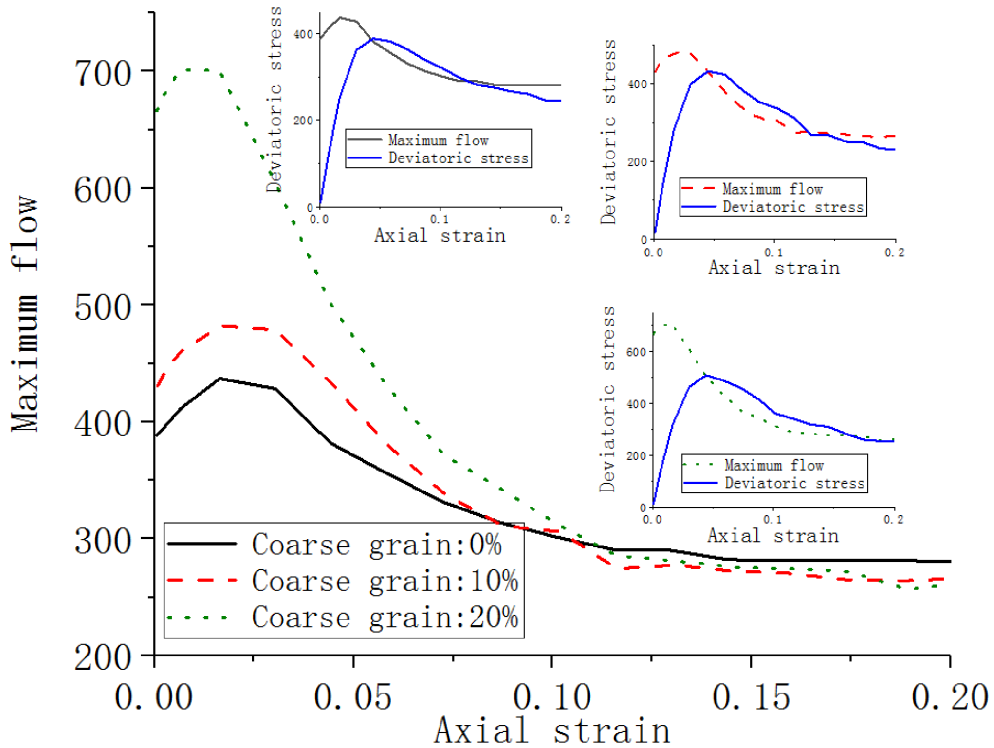 Maximum flow
700
600
500
400
300
200
0.00
0.05
0.10
0.15
0.20
Axial strain
Coarse grain:0%
Coarse grain:10%
Coarse grain:20%
Deviatoric stress
400
200
0
0.0
0.1
0.2
Axial strain
Maximum flow
Deviatoric stress
Deviatoric stress
400
200
0
0.0
0.1
0.2
Axial strain
Maximum flow
Deviatoric stress
Deviatoric stress
600
400
200
0
0.0
0.1
0.2
Axial strain
Maximum flow
Deviatoric stress